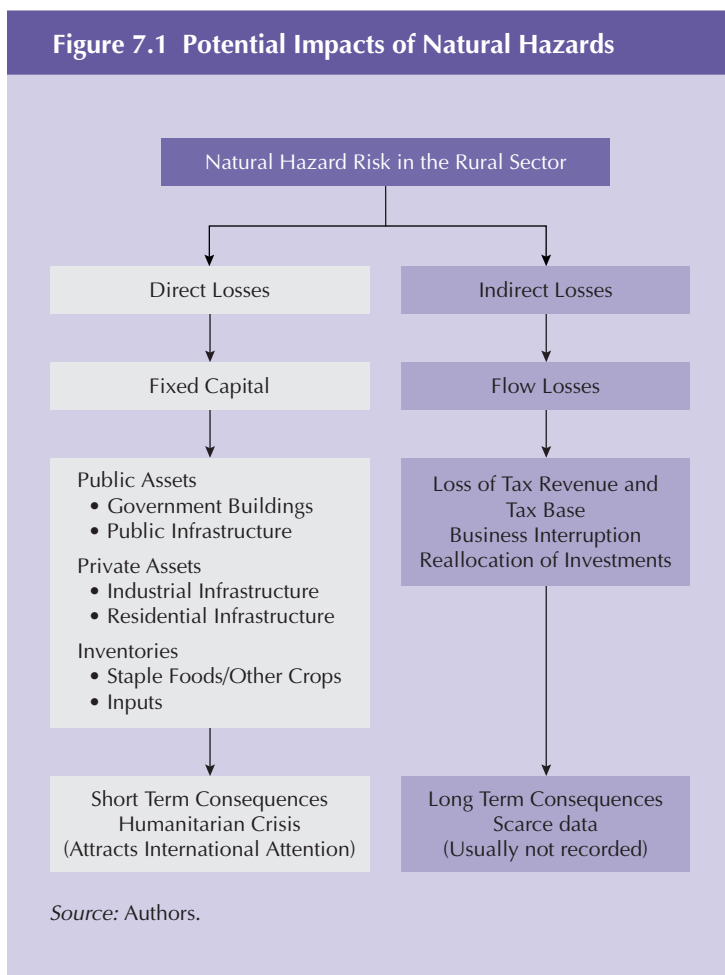 Figure 7.1 Potential Impacts of Natural Hazards
Natural Hazard Risk in the Rural Sector
Direct Losses
Indirect Losses
Fixed Capital
Flow Losses
Public Assets
• Government Buildings
• Public Infrastructure
Private Assets
• Industrial Infrastructure
• Residential Infrastructure
Inventories
• Staple Foods/Other Crops
• Inputs
Loss of Tax Revenue and
Tax Base
Business Interruption
Reallocation of Investments
Short Term Consequences
Humanitarian Crisis
(Attracts International Attention)
Long Term Consequences
Scarce data
(Usually not recorded)
Source: Authors.